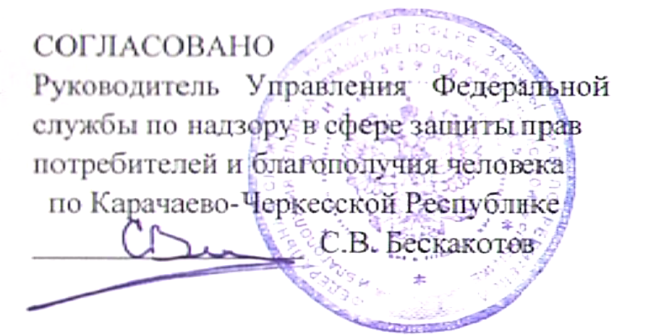 СОГЛАСОВАНО
Руководитель Управления Федеральной
службы по надзору в сфере защиты прав
потребителей и благополучия человека
по Карачаево-Черкесской Республике
С.В. Бескакотов